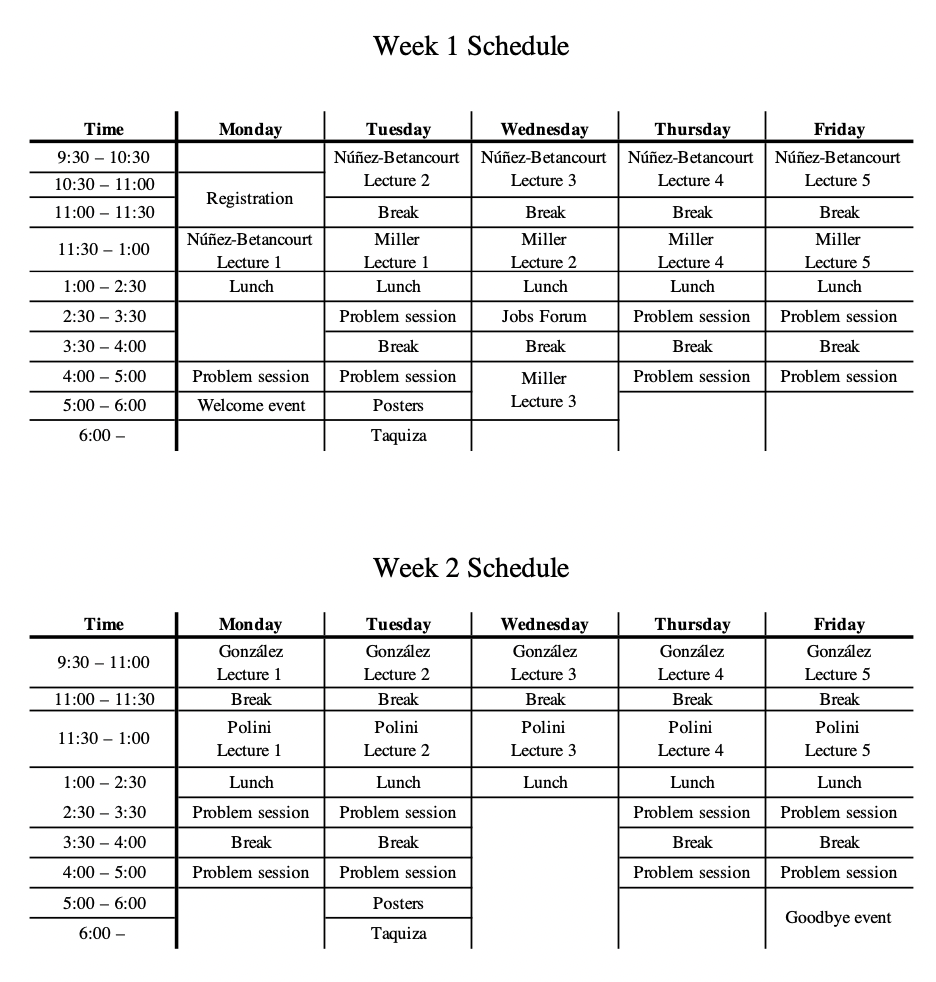 Week 1 Schedule
Time Monday Tuesday Wednesday Thursday Friday
9:30 – 10:30 Núñez-Betancourt Núñez-Betancourt Núñez-Betancourt Núñez-Betancourt
10:30 – 11:00 Lecture 2 Lecture 3 Lecture 4 Lecture 5
Registration
11:00 – 11:30 Break Break Break Break
Núñez-Betancourt Miller Miller Miller Miller
11:30 – 1:00
Lecture 1 Lecture 1 Lecture 2 Lecture 4 Lecture 5
1:00 – 2:30 Lunch Lunch Lunch Lunch Lunch
2:30 – 3:30 Problem session Jobs Forum Problem session Problem session
3:30 – 4:00 Break Break Break Break
4:00 – 5:00 Problem session Problem session Miller Problem session Problem session
5:00 – 6:00 Welcome event Posters Lecture 3
6:00 – Taquiza
Week 2 Schedule
Time Monday Tuesday Wednesday Thursday Friday
González González González González González
9:30 – 11:00
Lecture 1 Lecture 2 Lecture 3 Lecture 4 Lecture 5
11:00 – 11:30 Break Break Break Break Break
Polini Polini Polini Polini Polini
11:30 – 1:00
Lecture 1 Lecture 2 Lecture 3 Lecture 4 Lecture 5
1:00 – 2:30 Lunch Lunch Lunch Lunch Lunch
2:30 – 3:30 Problem session Problem session Problem session Problem session
3:30 – 4:00 Break Break Break Break
4:00 – 5:00 Problem session Problem session Problem session Problem session
5:00 – 6:00 Posters
Goodbye event
6:00 – Taquiza